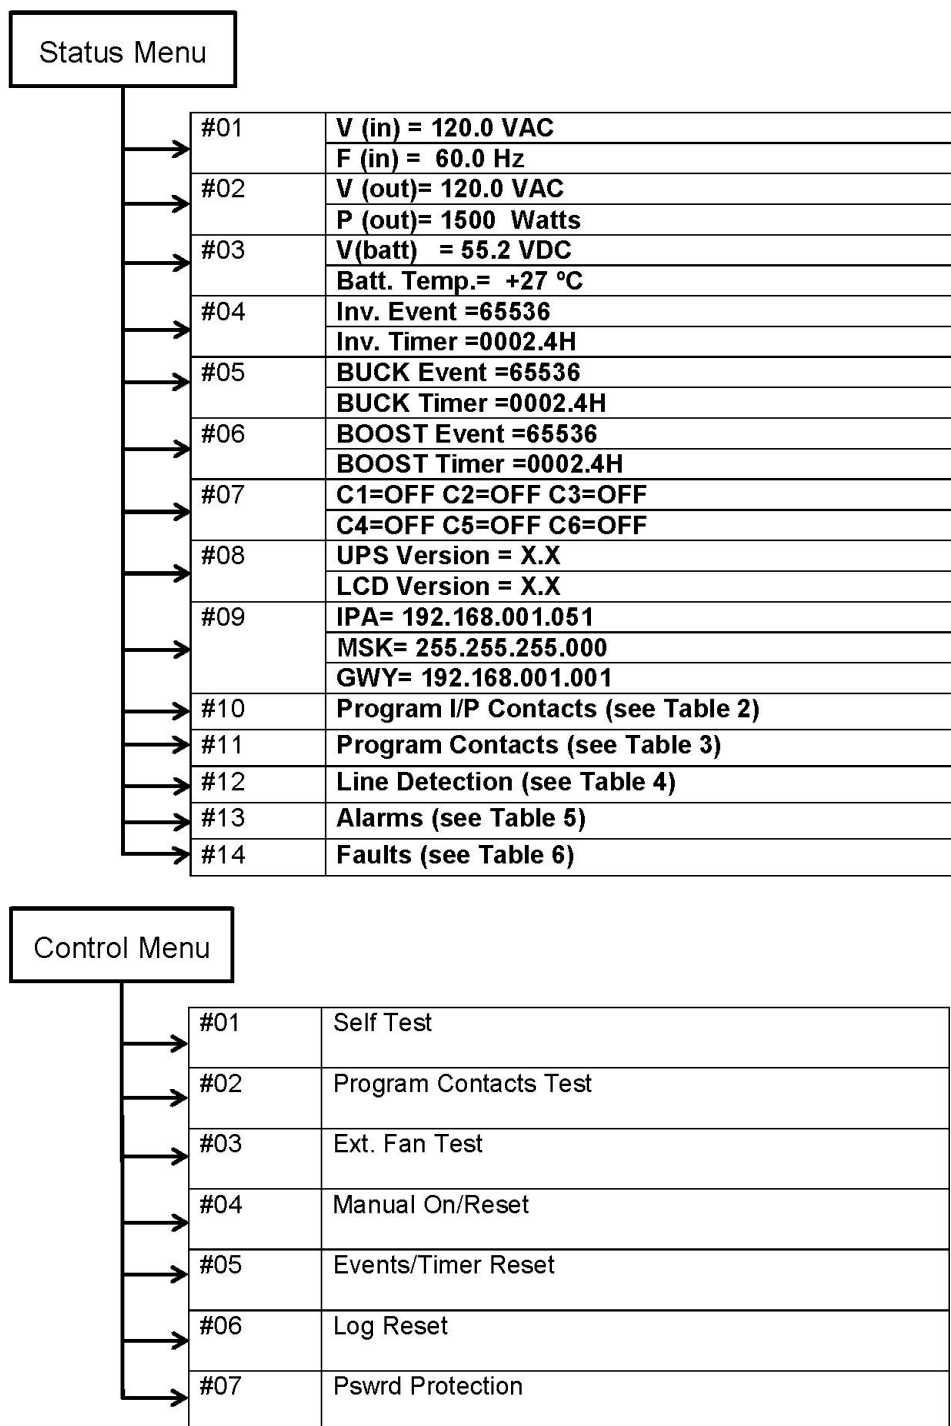 Status Menu
#01 V (in) = 120.0 VAC
F (in) = 60.0 Hz
#02 V (out)= 120.0 VAC
P (out)= 1500 Watts
#03 V(batt) = 55.2 VDC
Batt. Temp.= +27 ºC
#04 Inv. Event =65536
Inv. Timer =0002.4H
#05 BUCK Event =65536
BUCK Timer =0002.4H
#06 BOOST Event =65536
BOOST Timer =0002.4H
#07 C1=OFF C2=OFF C3=OFF
C4=OFF C5=OFF C6=OFF
#08 UPS Version = X.X
LCD Version = X.X
#09 IPA= 192.168.001.051
MSK= 255.255.255.000
GWY= 192.168.001.001
#10 Program I/P Contacts (see Table 2)
#11 Program Contacts (see Table 3)
#12 Line Detection (see Table 4)
#13 Alarms (see Table 5)
#14 Faults (see Table 6)
Control Menu
#01 Self Test
#02 Program Contacts Test
#03 Ext. Fan Test
#04 Manual On/Reset
#05 Events/Timer Reset
#06 Log Reset
#07 Pswrd Protection